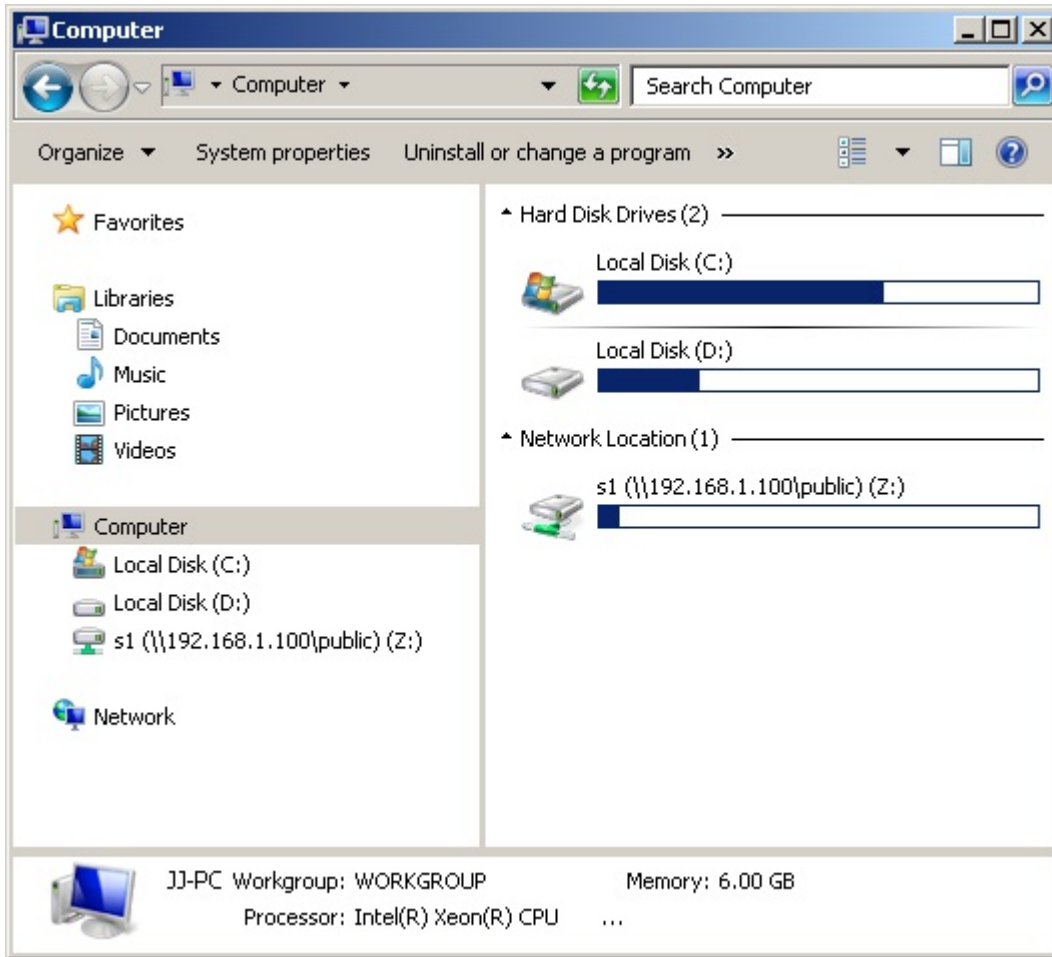 Computer
Computer
Search Computer
Organize System properties Uninstall or change a program »
Favorites
Libraries
Documents
Music
Pictures
Videos
Computer
Local Disk (C:)
Local Disk (D:)
s1 (\\192.168.1.100\public) (Z:)
Network
Hard Disk Drives (2)
Local Disk (C:)
Local Disk (D:)
Network Location (1)
s1 (\\192.168.1.100\public) (Z:)
JJ-PC Workgroup: WORKGROUP Memory: 6.00 GB
Processor: Intel(R) Xeon(R) CPU ...